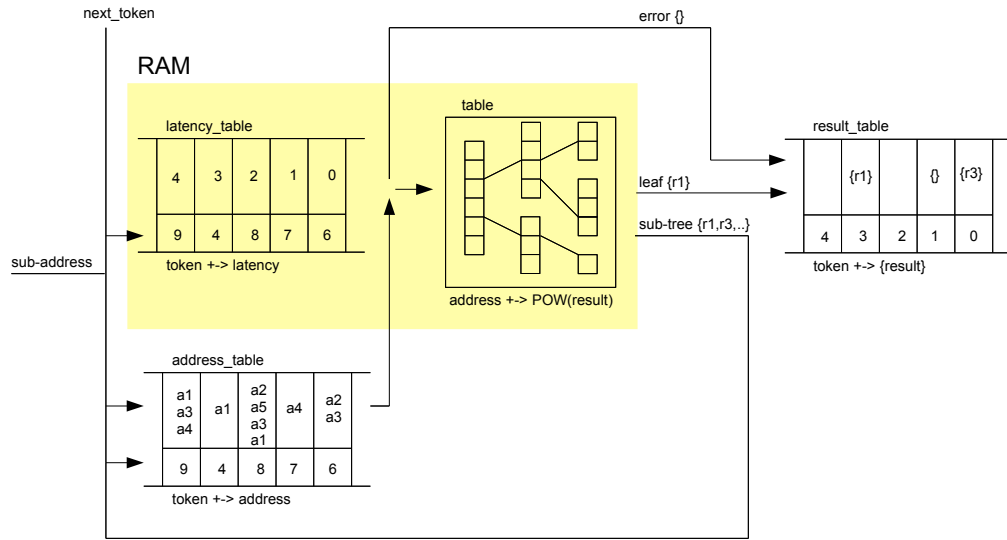 next_token
error {}
RAM
table
latency_table
result_table
4 3 2 1 0
{r1} {} {r3}
leaf {r1}
9 4 8 7 6
sub-tree {r1,r3,..}
4 3 2 1 0
sub-address
token +-> latency
token +-> {result}
address +-> POW(result)
address_table
a1 a3 a4
a1
a2 a5 a3 a1
a4
a2 a3
9 4 8 7 6
token +-> address